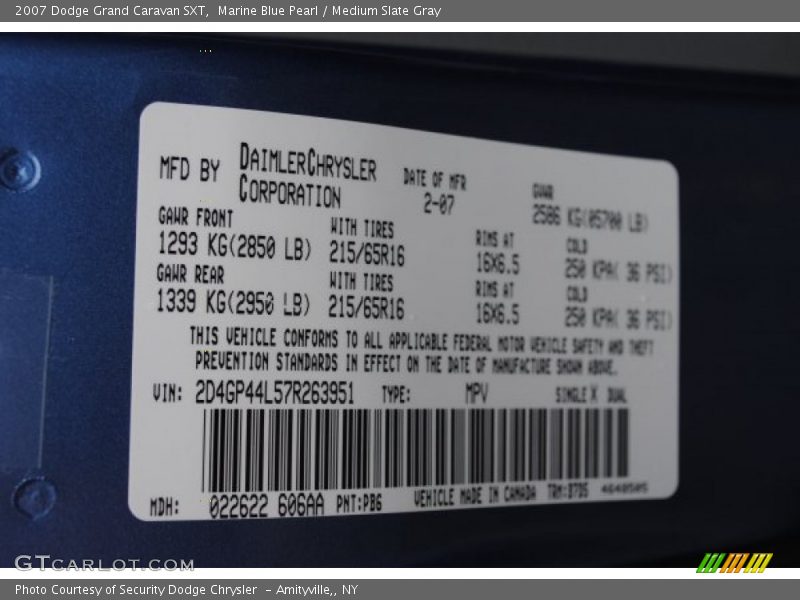 2007 Dodge Grand Caravan SXT,  Marine Blue Pearl / Medium Slate Gray
MFD BY DAIMLERCHRYSLER CORPORATION
DATE OF MFR 2-07
GVWR 2586 KG(05700 LB)
GAWR FRONT WITH TIRES RIMS AT COLD
1293 KG(2850 LB) 215/65R16 16X6.5 250 KPA( 36 PSI)
GAWR REAR WITH TIRES RIMS AT COLD
1339 KG(2950 LB) 215/65R16 16X6.5 250 KPA( 36 PSI)
THIS VEHICLE CONFORMS TO ALL APPLICABLE FEDERAL MOTOR VEHICLE SAFETY AND THEFT
PREVENTION STANDARDS IN EFFECT ON THE DATE OF MANUFACTURE SHOWN ABOVE.
VIN: 2D4GP44L57R263951 TYPE: MPV SINGLE X DUAL
MDH: 022622 606AA PNT:PB6 VEHICLE MADE IN CANADA TRM:B7D5
GTCARLOT.COM
Photo Courtesy of Security Dodge Chrysler  - Amityville,, NY